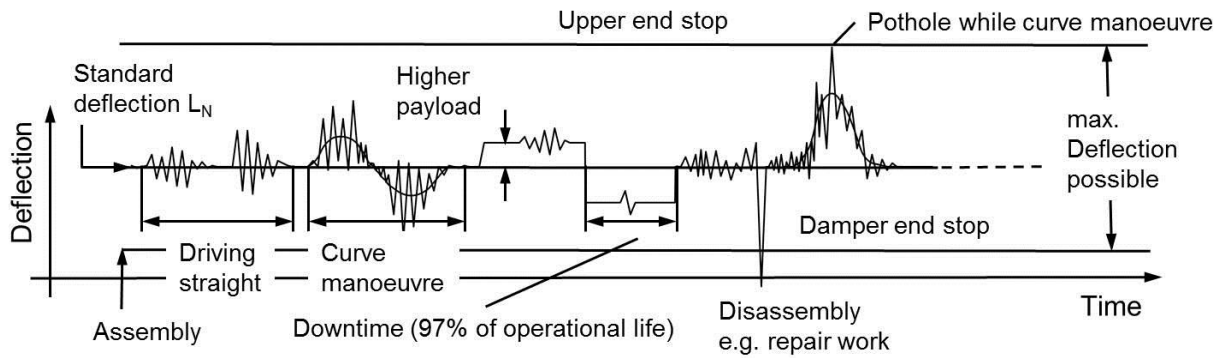 Upper end stop
Pothole while curve manoeuvre
Standard
deflection L_N
Higher
payload
max.
Deflection
possible
Deflection
Damper end stop
Driving
straight
Curve
manoeuvre
Time
Assembly
Downtime (97% of operational life)
Disassembly
e.g. repair work